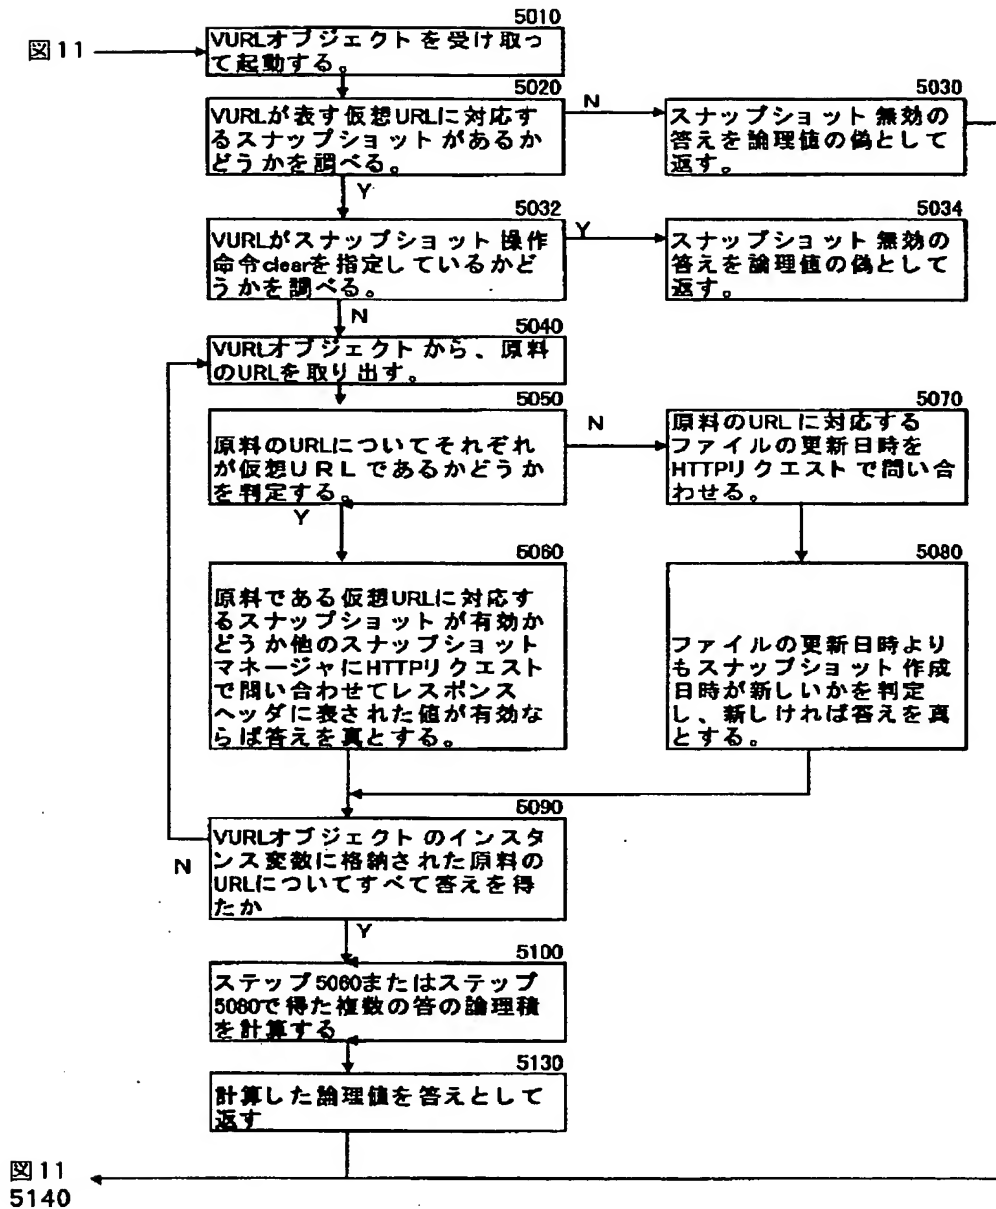 5010
図11
VURLオブジェクトを受け取っ
て起動する。
5020
N
5030
VURLが表す仮想URLに対応す
るスナップショットがあるか
どうかを調べる。
スナップショット無効の
答えを論理値の偽として
返す。
Y
5032
Y
5034
VURLがスナップショット操作
命令clearを指定しているかど
うかを調べる。
スナップショット無効の
答えを論理値の偽として
返す。
N
5040
VURLオブジェクトから、原料
のURLを取り出す。
5050
N
5070
原料のURLについてそれぞれ
が仮想URLであるかどうか
を判定する。
原料のURLに対応する
ファイルの更新日時を
HTTPリクエストで問い合
わせる。
Y
5060
5080
原料である仮想URLに対応す
るスナップショットが有効か
どうか他のスナップショット
マネージャにHTTPリクエスト
で問い合わせてレスポンス
ヘッダに表された値が有効な
らば答えを真とする。
ファイルの更新日時より
もスナップショット作成
日時が新しいかを判定
し、新しければ答えを真
とする。
5090
VURLオブジェクトのインスタ
ンス変数に格納された原料の
URLについてすべて答えを得
たか
N
Y
5100
ステップ5060またはステップ
5080で得た複数の答の論理積
を計算する
5130
計算した論理値を答えとして
返す
図11
5140